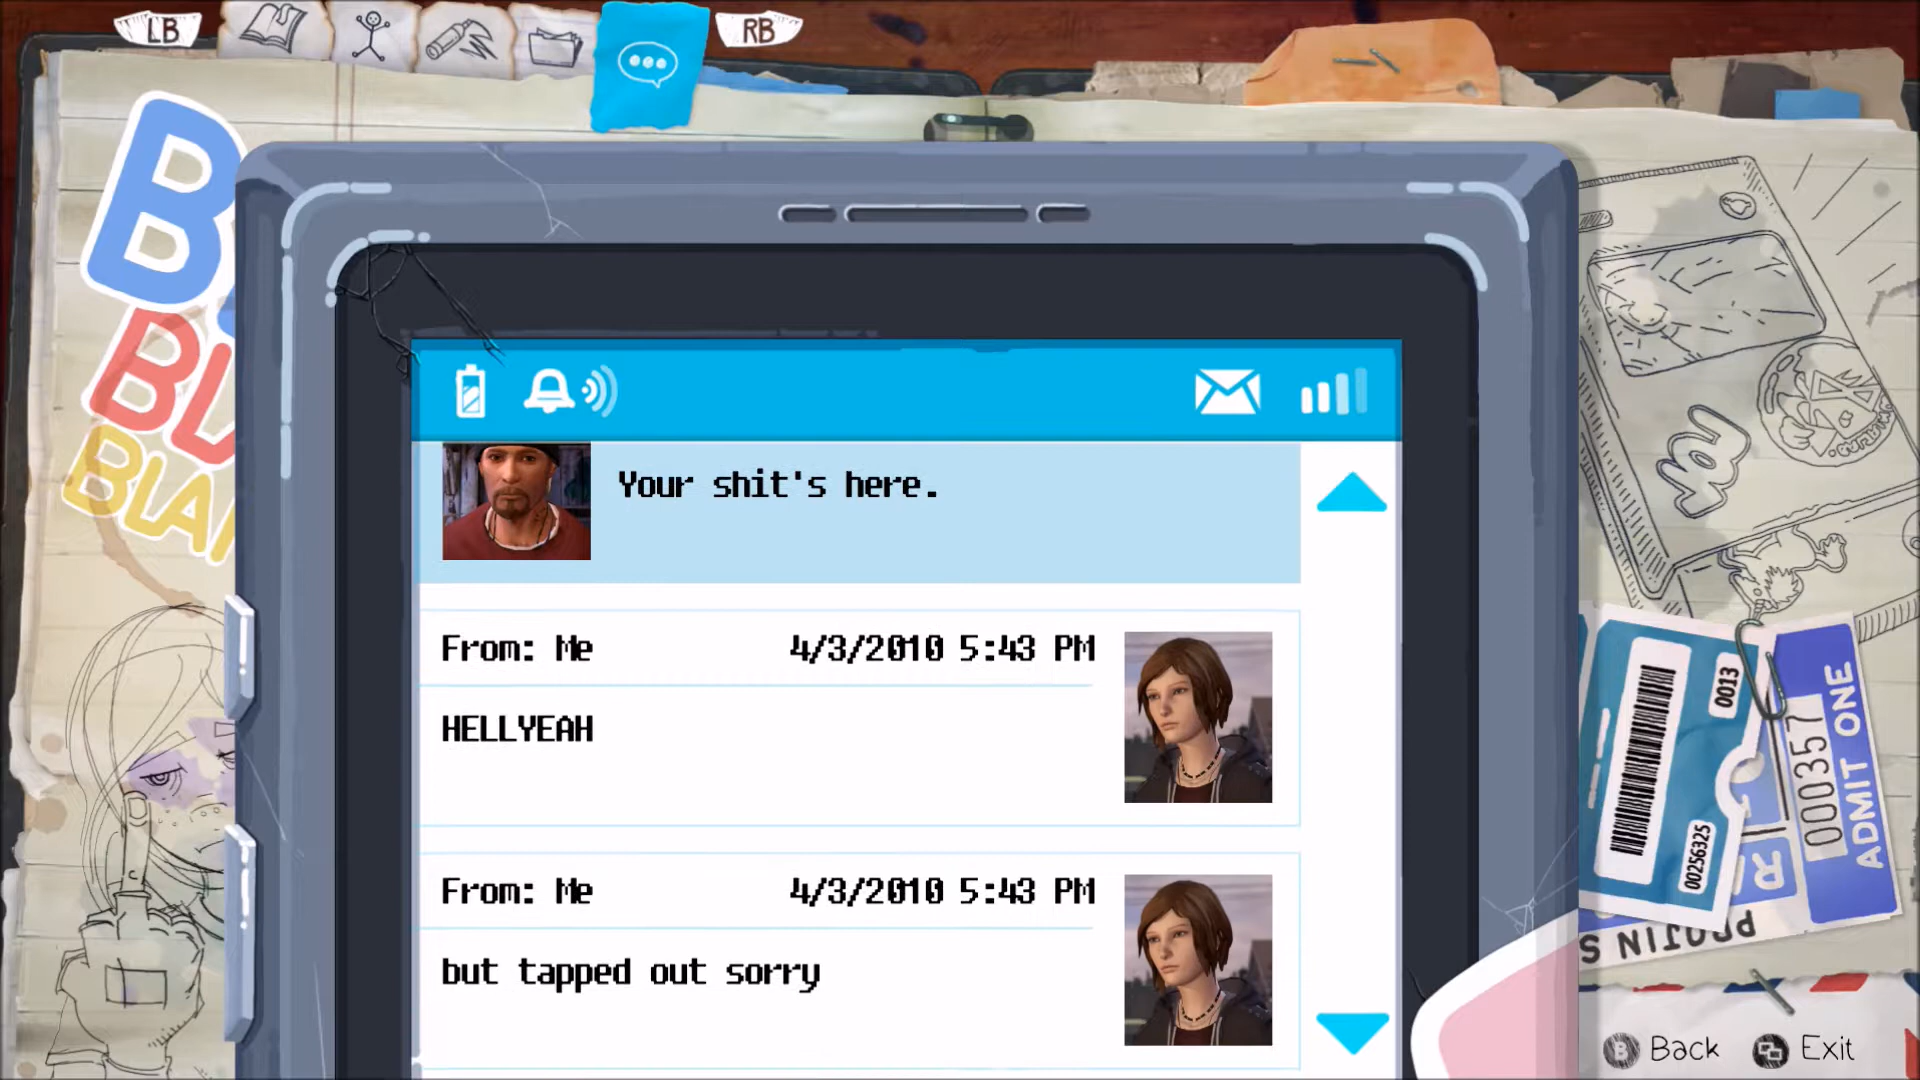 LB
RB
Your shit's here.
From: Me 4/3/2010 5:43 PM
HELLYEAH
From: Me 4/3/2010 5:43 PM
but tapped out sorry
0013
00256325
000357
ADMIT ONE
Back
Exit